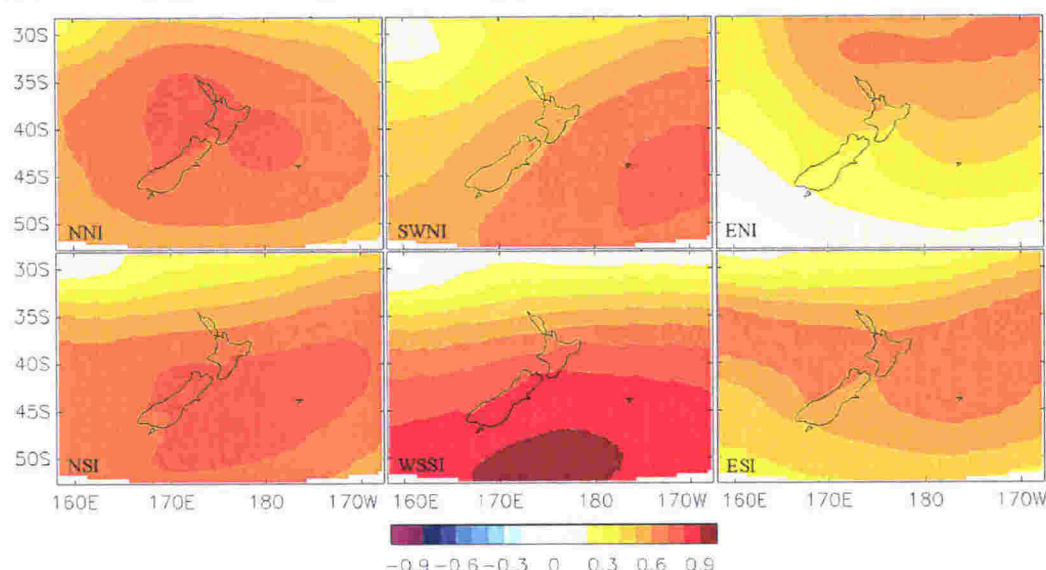 30S
35S
40S
45S
50S
NNI
SWNI
ENI
30S
35S
40S
45S
50S
NSI
WSSI
ESI
160E 170E 180 170W 160E 170E 180 170W 160E 170E 180 170W
-0.9 -0.6 -0.3 0 0.3 0.6 0.9